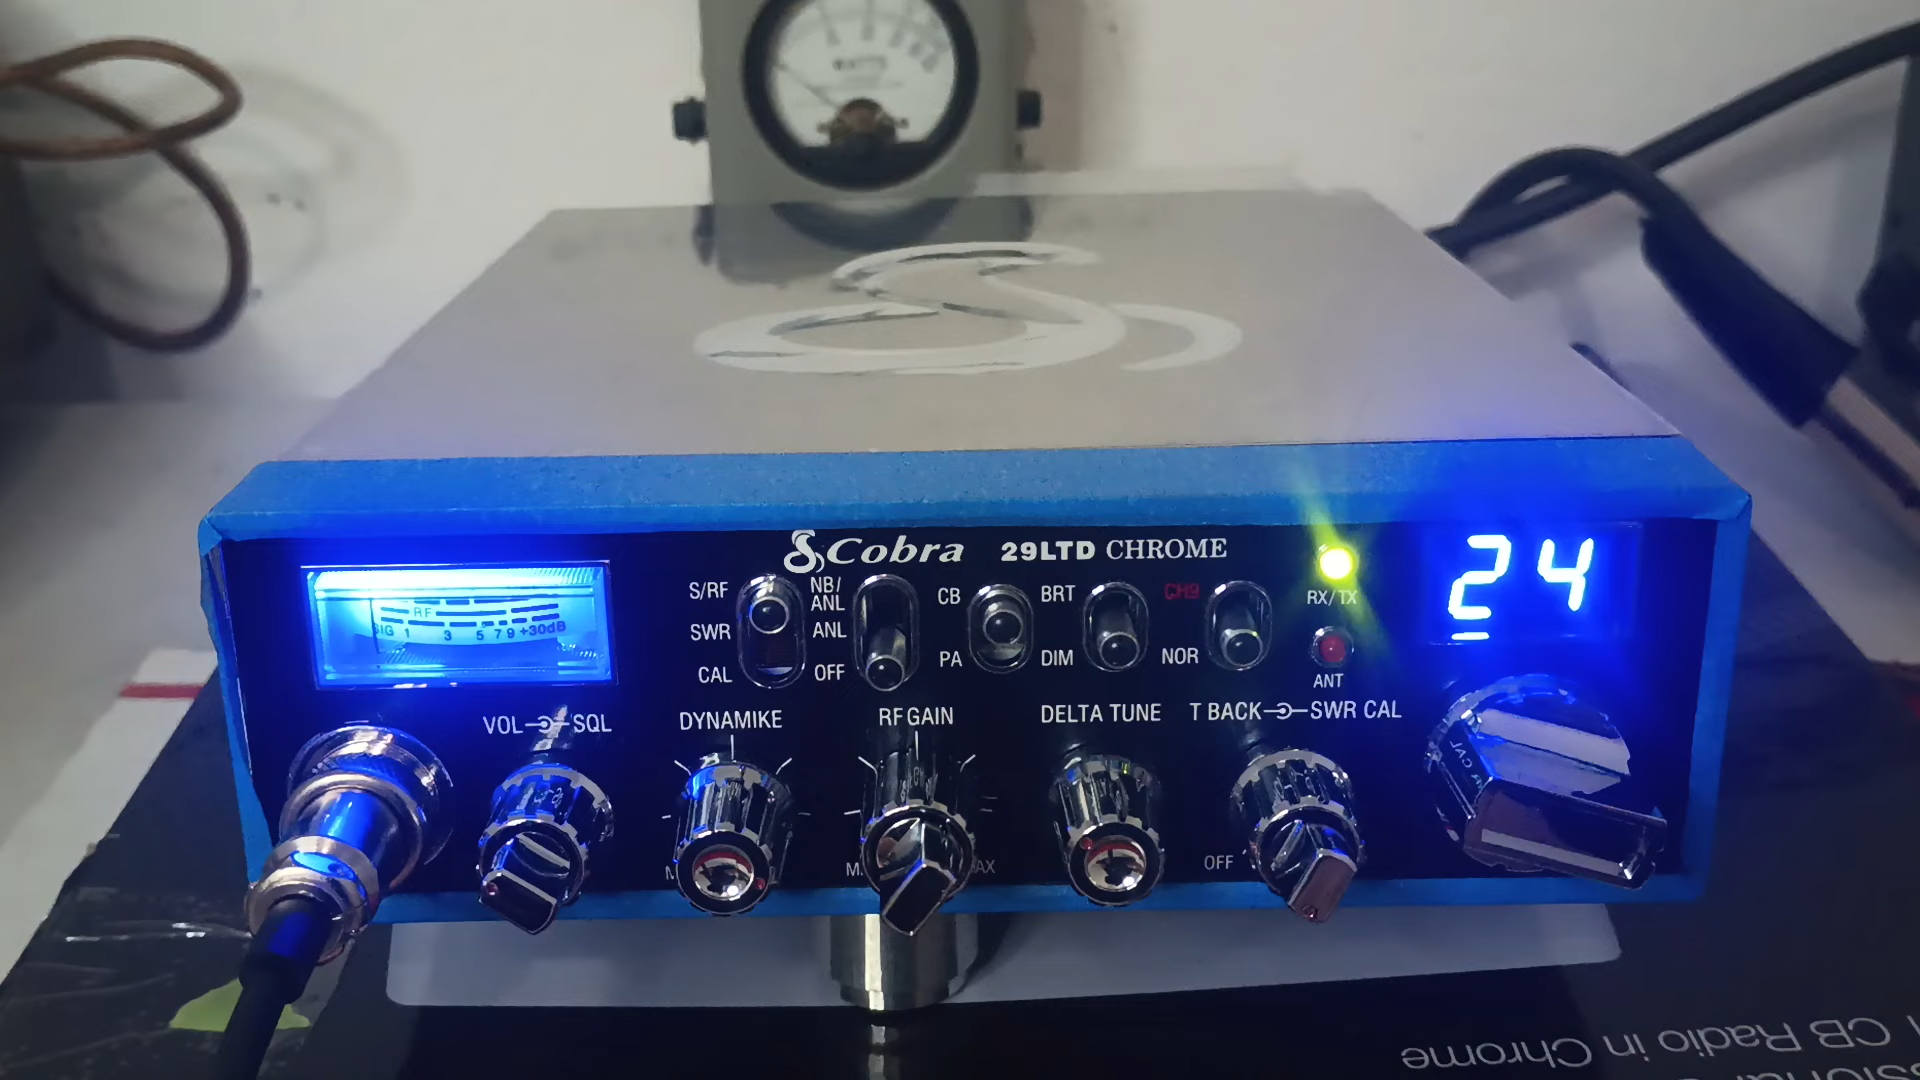 WATTS
Cobra 29LTD CHROME
24
S/RF
SWR
CAL
NB/
ANL
ANL
OFF
CB
PA
BRT
DIM
CH9
NOR
RX/TX
ANT
RF
SIG 1 3 5 7 9 +30dB
VOL SQL
DYNAMIKE
RF GAIN
DELTA TUNE
T BACK SWR CAL
OFF
CB Radio in Chrome